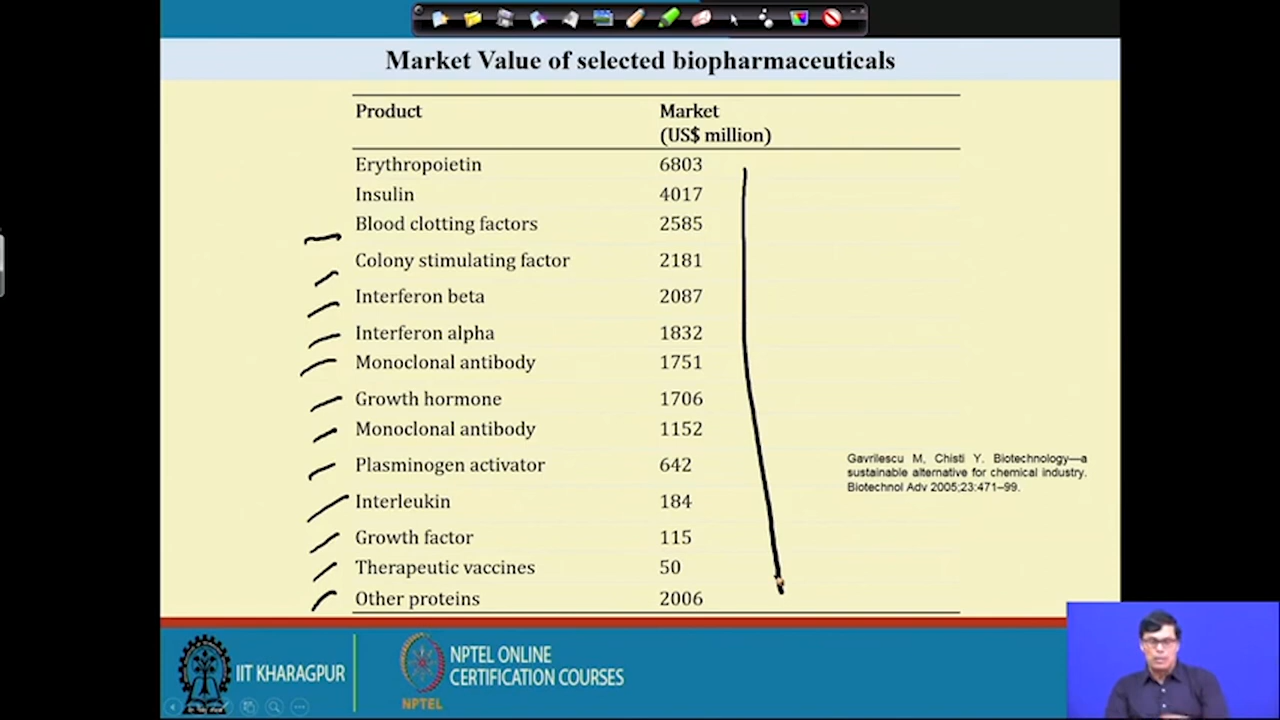 Market Value of selected biopharmaceuticals
Product Market
(US$ million)
Erythropoietin 6803
Insulin 4017
Blood clotting factors 2585
Colony stimulating factor 2181
Interferon beta 2087
Interferon alpha 1832
Monoclonal antibody 1751
Growth hormone 1706
Monoclonal antibody 1152
Plasminogen activator 642
Interleukin 184
Growth factor 115
Therapeutic vaccines 50
Other proteins 2006
Gavrilescu M, Chisti Y. Biotechnology—a
sustainable alternative for chemical industry.
Biotechnol Adv 2005;23:471–99.
IIT KHARAGPUR
NPTEL
NPTEL ONLINE
CERTIFICATION COURSES